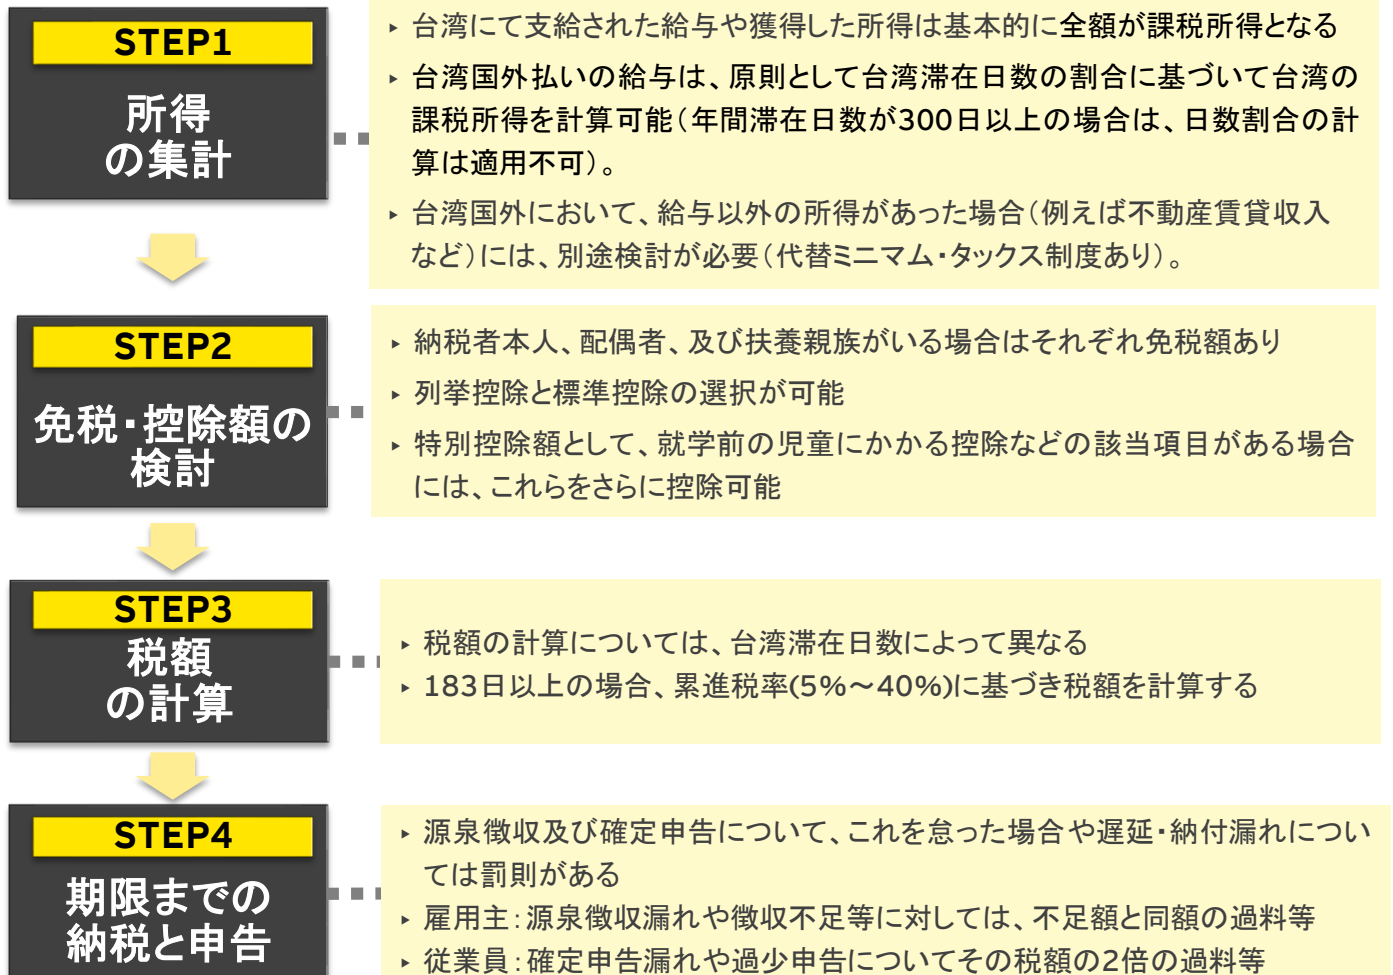 STEP1
所得
の集計
▸ 台湾にて支給された給与や獲得した所得は基本的に全額が課税所得となる
▸ 台湾国外払いの給与は、原則として台湾滞在日数の割合に基づいて台湾の
課税所得を計算可能(年間滞在日数が300日以上の場合は、日数割合の計
算は適用不可)。
▸ 台湾国外において、給与以外の所得があった場合(例えば不動産賃貸収入
など)には、別途検討が必要(代替ミニマム・タックス制度あり)。
STEP2
免税・控除額の
検討
▸ 納税者本人、配偶者、及び扶養親族がいる場合はそれぞれ免税額あり
▸ 列挙控除と標準控除の選択が可能
▸ 特別控除額として、就学前の児童にかかる控除などの該当項目がある場合
には、これらをさらに控除可能
STEP3
税額
の計算
▸ 税額の計算については、台湾滞在日数によって異なる
▸ 183日以上の場合、累進税率(5%～40%)に基づき税額を計算する
STEP4
期限までの
納税と申告
▸ 源泉徴収及び確定申告について、これを怠った場合や遅延・納付漏れについ
ては罰則がある
▸ 雇用主：源泉徴収漏れや徴収不足等に対しては、不足額と同額の過料等
▸ 従業員：確定申告漏れや過少申告についてその税額の2倍の過料等